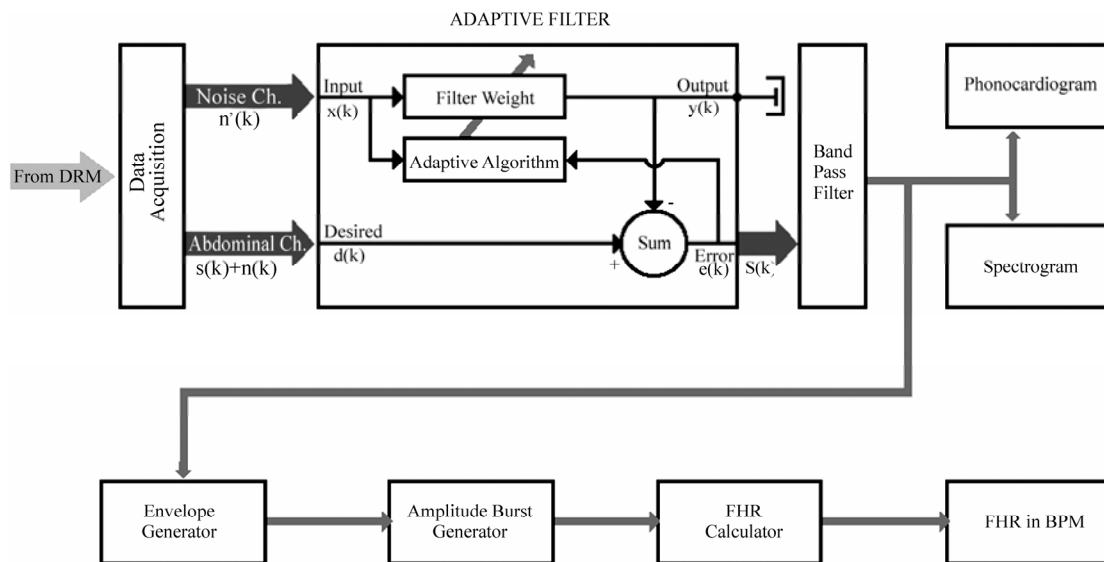 ADAPTIVE FILTER
From DRM
Data
Acquisition
Noise Ch.
n'(k)
Abdominal Ch.
s(k)+n(k)
Input
x(k)
Filter Weight
Output
y(k)
Adaptive Algorithm
Desired
d(k)
-
+
Sum
Error
e(k)
S(k)
Band
Pass
Filter
Phonocardiogram
Spectrogram
Envelope
Generator
Amplitude Burst
Generator
FHR
Calculator
FHR in BPM